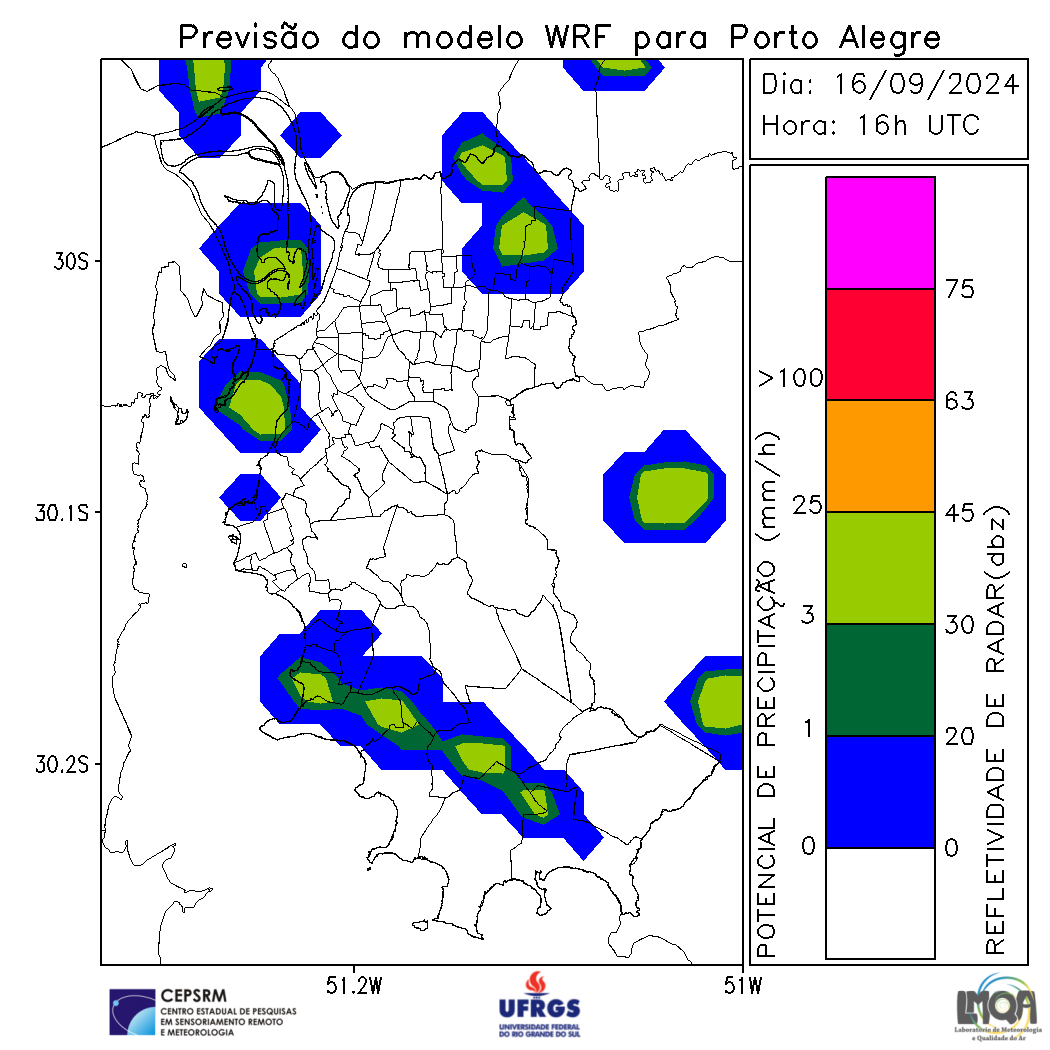 Previsão do modelo WRF para Porto Alegre
Dia: 16/09/2024
Hora: 16h UTC
30S
30.1S
30.2S
51.2W
51W
POTENCIAL DE PRECIPITAÇÃO (mm/h)
>100
25
3
1
0
75
63
45
30
20
0
REFLETIVIDADE DE RADAR(dbz)
CEPSRM
CENTRO ESTADUAL DE PESQUISAS
EM SENSORIAMENTO REMOTO
E METEOROLOGIA
UFRGS
UNIVERSIDADE FEDERAL
DO RIO GRANDE DO SUL
LMQA
Laboratório de Meteorologia
e Qualidade do Ar